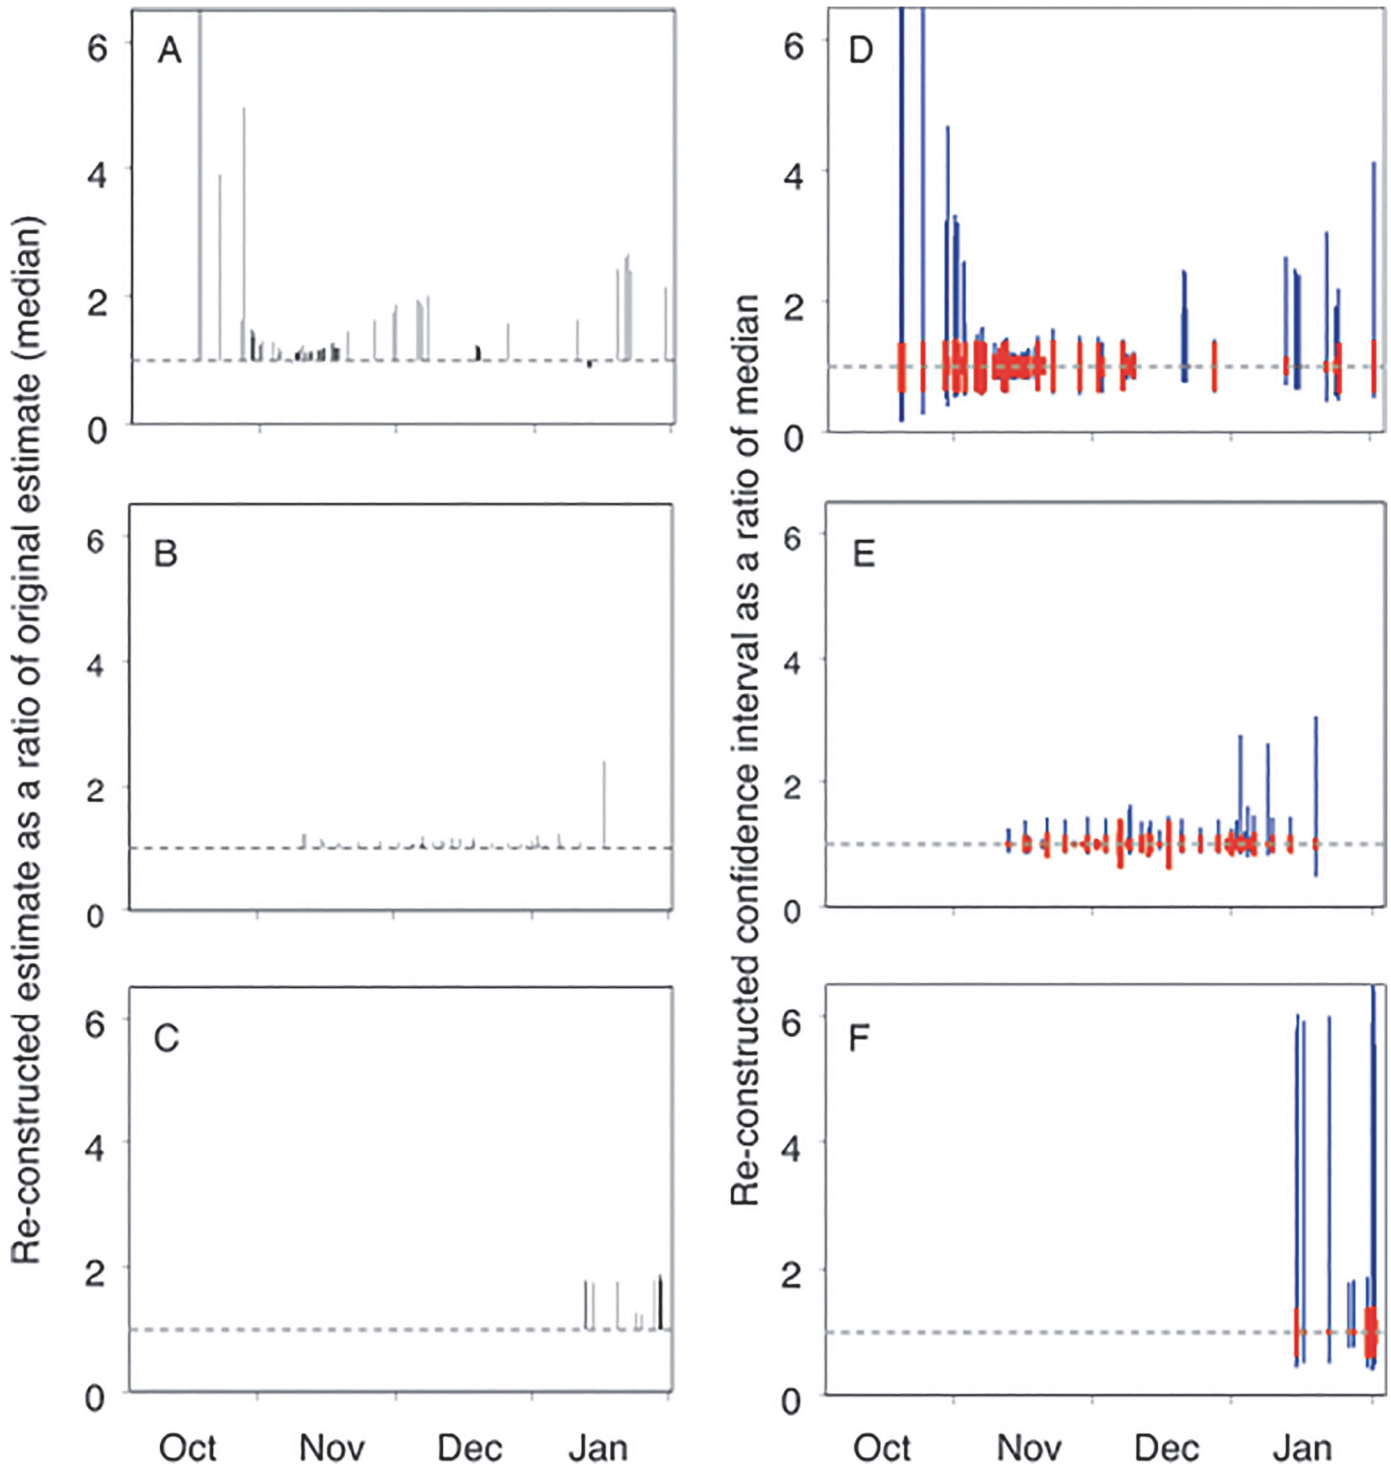 Re-constructed estimate as a ratio of original estimate (median)
A
6
4
2
0
B
6
4
2
0
C
6
4
2
0
Oct Nov Dec Jan
Re-constructed confidence interval as a ratio of median
D
6
4
2
0
E
6
4
2
0
F
6
4
2
0
Oct Nov Dec Jan